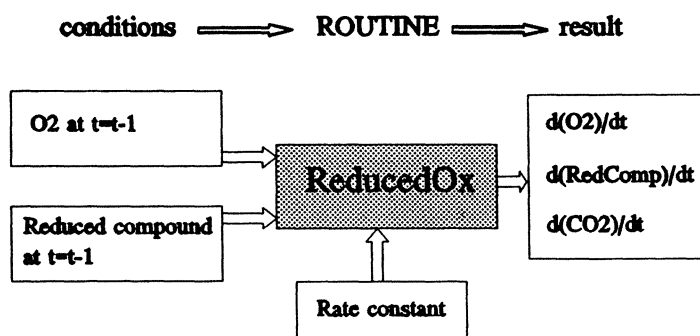 conditions ROUTINE result
O2 at t=t-1
Reduced compound
at t=t-1
ReducedOx
Rate constant
d(O2)/dt
d(RedComp)/dt
d(CO2)/dt